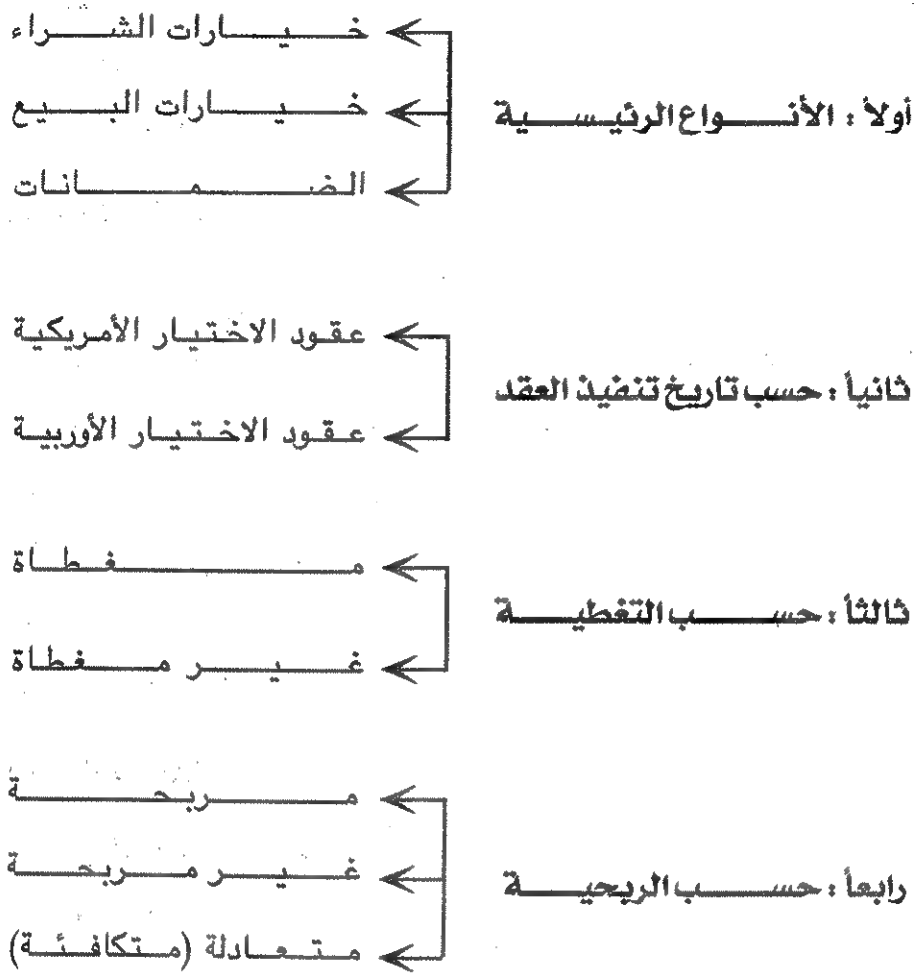 أولاً : الأنواع الرئيسية
خيارات الشراء
خيارات البيع
الضمانات
ثانياً : حسب تاريخ تنفيذ العقد
عقود الاختيار الأمريكية
عقود الاختيار الأوربية
ثالثاً : حسب التغطية
مغطاة
غير مغطاة
رابعاً : حسب الربحية
مربحة
غير مربحة
متعادلة (متكافئة)